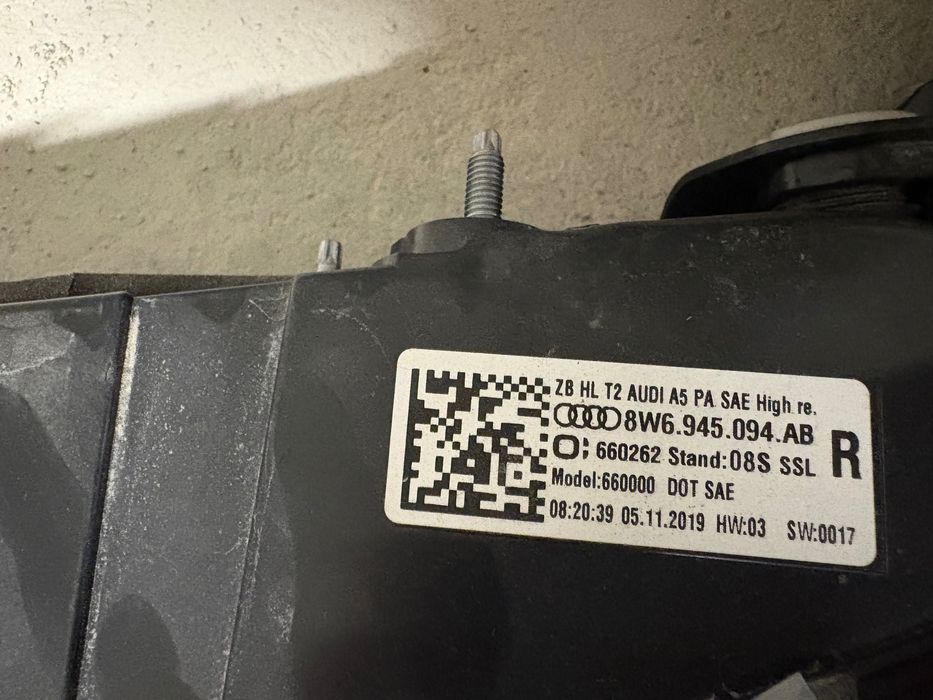 ZB HL T2 AUDI A5 PA SAE High re.
8W6.945.094.AB R
660262 Stand:08S SSL
Model:660000 DOT SAE
08:20:39 05.11.2019 HW:03 SW:0017